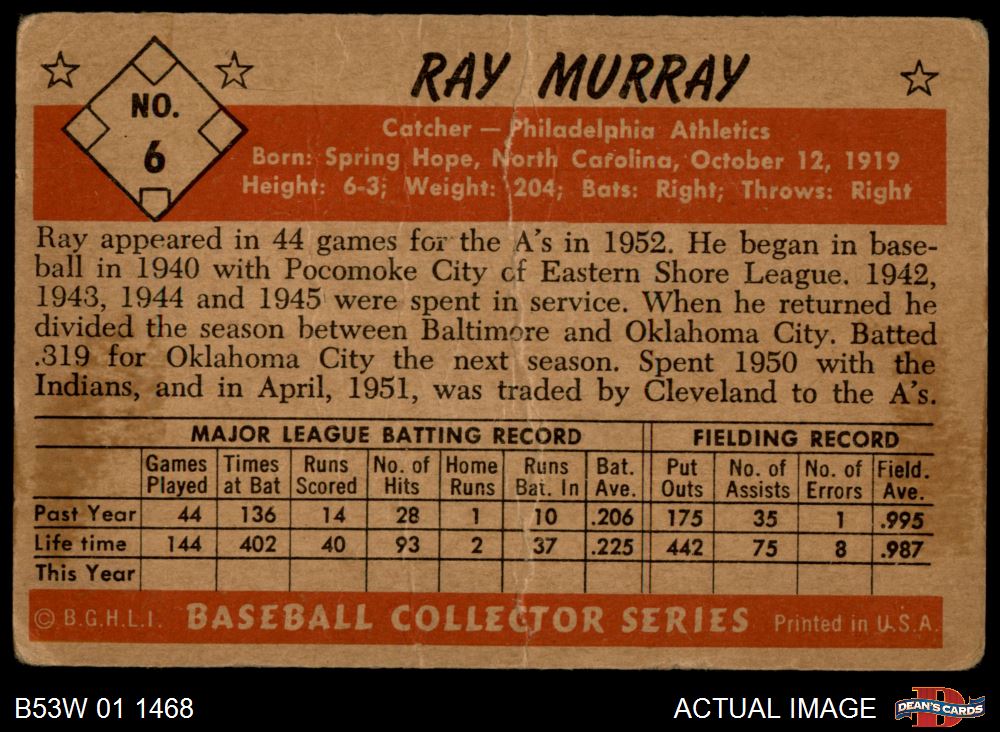 NO.
6
RAY MURRAY
Catcher — Philadelphia Athletics
Born: Spring Hope, North Carolina, October 12, 1919
Height: 6-3; Weight: 204; Bats: Right; Throws: Right
Ray appeared in 44 games for the A's in 1952. He began in base-
ball in 1940 with Pocomoke City of Eastern Shore League. 1942,
1943, 1944 and 1945 were spent in service. When he returned he
divided the season between Baltimore and Oklahoma City. Batted
.319 for Oklahoma City the next season. Spent 1950 with the
Indians, and in April, 1951, was traded by Cleveland to the A's.
MAJOR LEAGUE BATTING RECORD FIELDING RECORD
Games Times Runs No. of Home Runs Bat. Put No. of No. of Field.
Played at Bat Scored Hits Runs Bat. In Ave. Outs Assists Errors Ave.
Past Year 44 136 14 28 1 10 .206 175 35 1 .995
Life time 144 402 40 93 2 37 .225 442 75 8 .987
This Year
© B.G.H.L.I. BASEBALL COLLECTOR SERIES Printed in U.S.A.
B53W 01 1468 ACTUAL IMAGE D DEAN'S CARDS